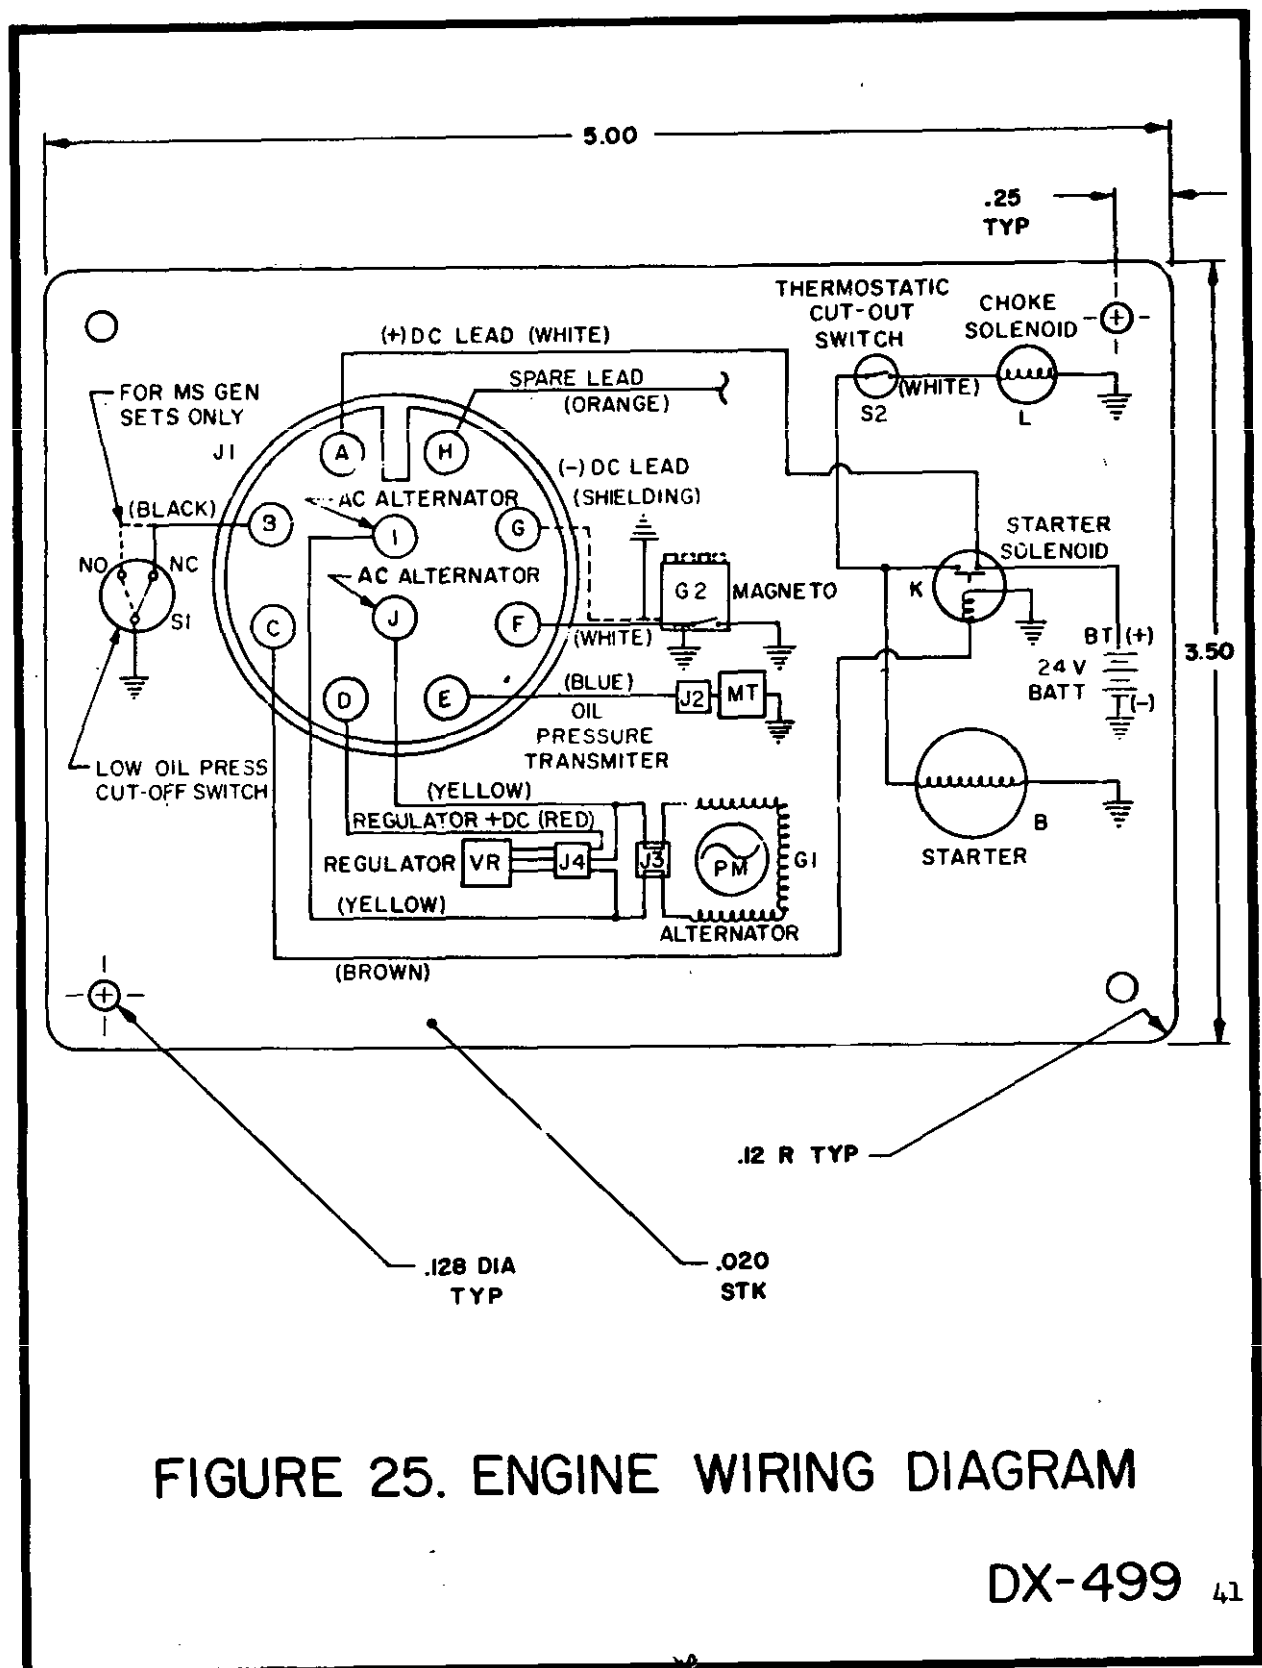 5.00
.25
TYP
THERMOSTATIC
CUT-OUT
SWITCH
CHOKE
SOLENOID
(+) DC LEAD (WHITE)
SPARE LEAD
(ORANGE)
(WHITE)
S2
L
FOR MS GEN
SETS ONLY
J1
A
H
(-) DC LEAD
(SHIELDING)
(BLACK)
B
AC ALTERNATOR
I
G
STARTER
SOLENOID
NO
NC
AC ALTERNATOR
G2
MAGNETO
K
S1
C
J
F
(WHITE)
BT (+)
24 V
BATT
(-)
3.50
D
E
(BLUE)
OIL
PRESSURE
TRANSMITER
J2
MT
LOW OIL PRESS
CUT-OFF SWITCH
(YELLOW)
REGULATOR +DC (RED)
REGULATOR
VR
J4
J3
PM
G1
B
STARTER
(YELLOW)
ALTERNATOR
(BROWN)
.12 R TYP
.128 DIA
TYP
.020
STK
FIGURE 25. ENGINE WIRING DIAGRAM
DX-499
41